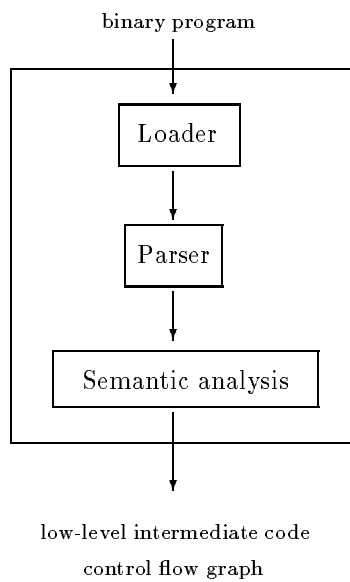 binary program
Loader
Parser
Semantic analysis
low-level intermediate code
control flow graph